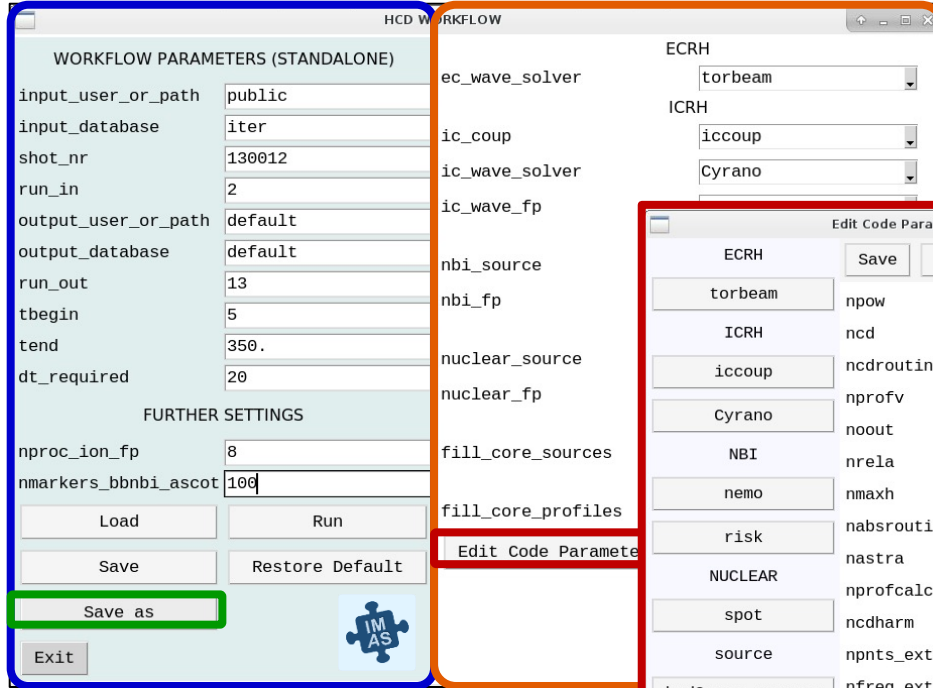 HCD WORKFLOW
WORKFLOW PARAMETERS (STANDALONE)
input_user_or_path public
input_database iter
shot_nr 130012
run_in 2
output_user_or_path default
output_database default
run_out 13
tbegin 5
tend 350.
dt_required 20
FURTHER SETTINGS
nproc_ion_fp 8
nmarkers_bbnbi_ascot 100
Load Run
Save Restore Default
Save as
IM
AS
Exit
ECRH
ec_wave_solver torbeam
ICRH
ic_coup iccoup
ic_wave_solver Cyrano
ic_wave_fp
nbi_source
nbi_fp
nuclear_source
nuclear_fp
fill_core_sources
fill_core_profiles
Edit Code Paramete
Edit Code Para
ECRH
torbeam
ICRH
iccoup
Cyrano
NBI
nemo
risk
NUCLEAR
spot
source
Save
npow
ncd
ncdroutin
nprofv
noout
nrela
nmaxh
nabsrouti
nastra
nprofcalc
ncdharm
npnts_ext
nfreq_ext